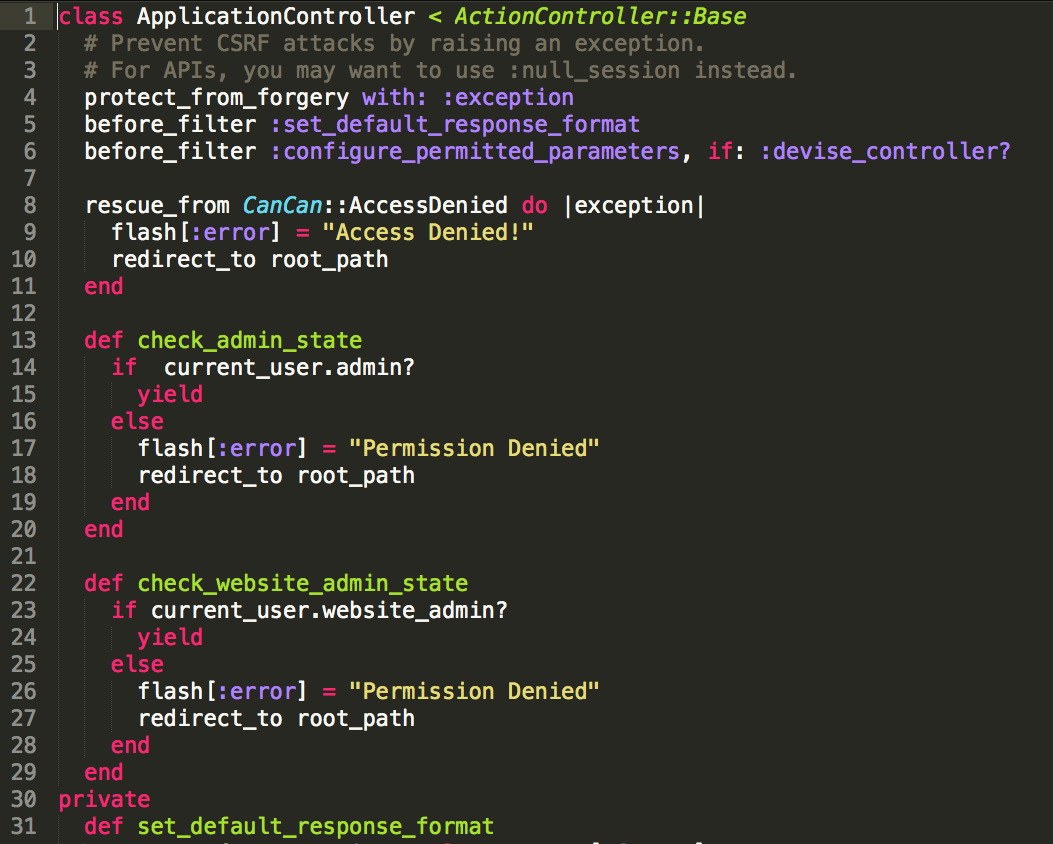 1 class ApplicationController < ActionController::Base
2   # Prevent CSRF attacks by raising an exception.
3   # For APIs, you may want to use :null_session instead.
4   protect_from_forgery with: :exception
5   before_filter :set_default_response_format
6   before_filter :configure_permitted_parameters, if: :devise_controller?
7
8   rescue_from CanCan::AccessDenied do |exception|
9     flash[:error] = "Access Denied!"
10     redirect_to root_path
11   end
12
13   def check_admin_state
14     if  current_user.admin?
15       yield
16     else
17       flash[:error] = "Permission Denied"
18       redirect_to root_path
19     end
20   end
21
22   def check_website_admin_state
23     if current_user.website_admin?
24       yield
25     else
26       flash[:error] = "Permission Denied"
27       redirect_to root_path
28     end
29   end
30 private
31   def set_default_response_format